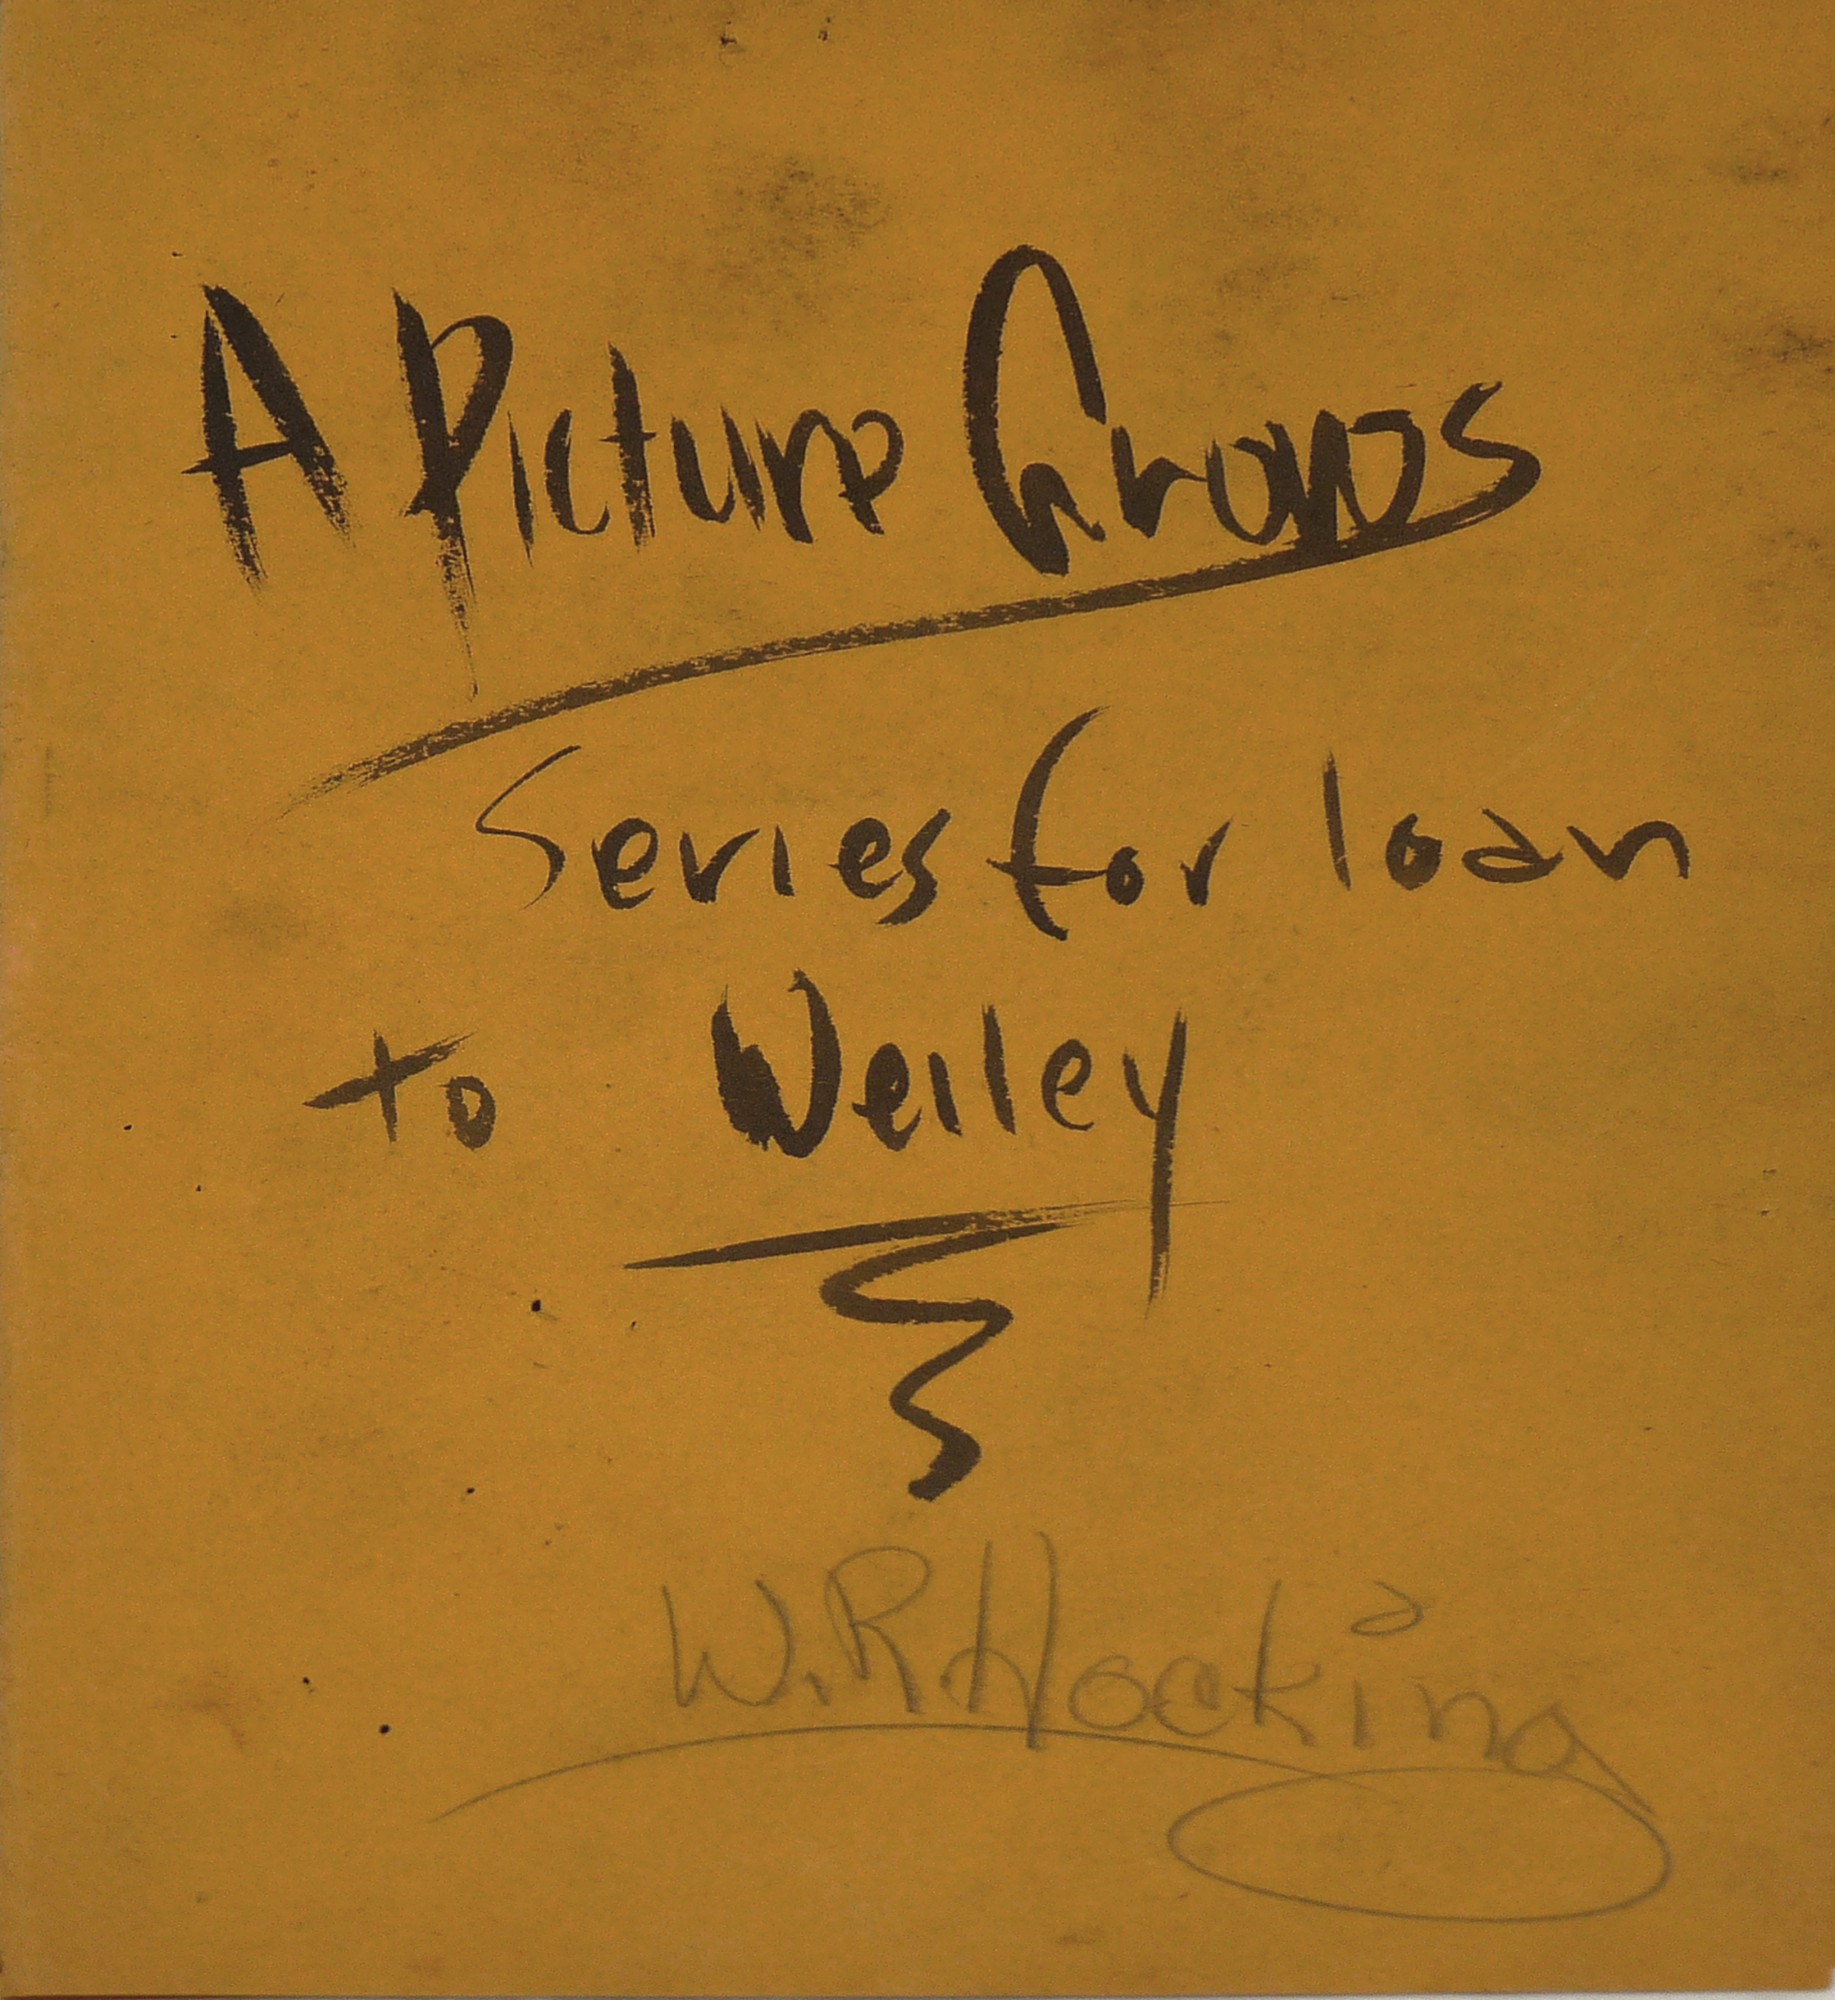 A Picture Grows
Series for loan
to Weiley
W.R.Hocking